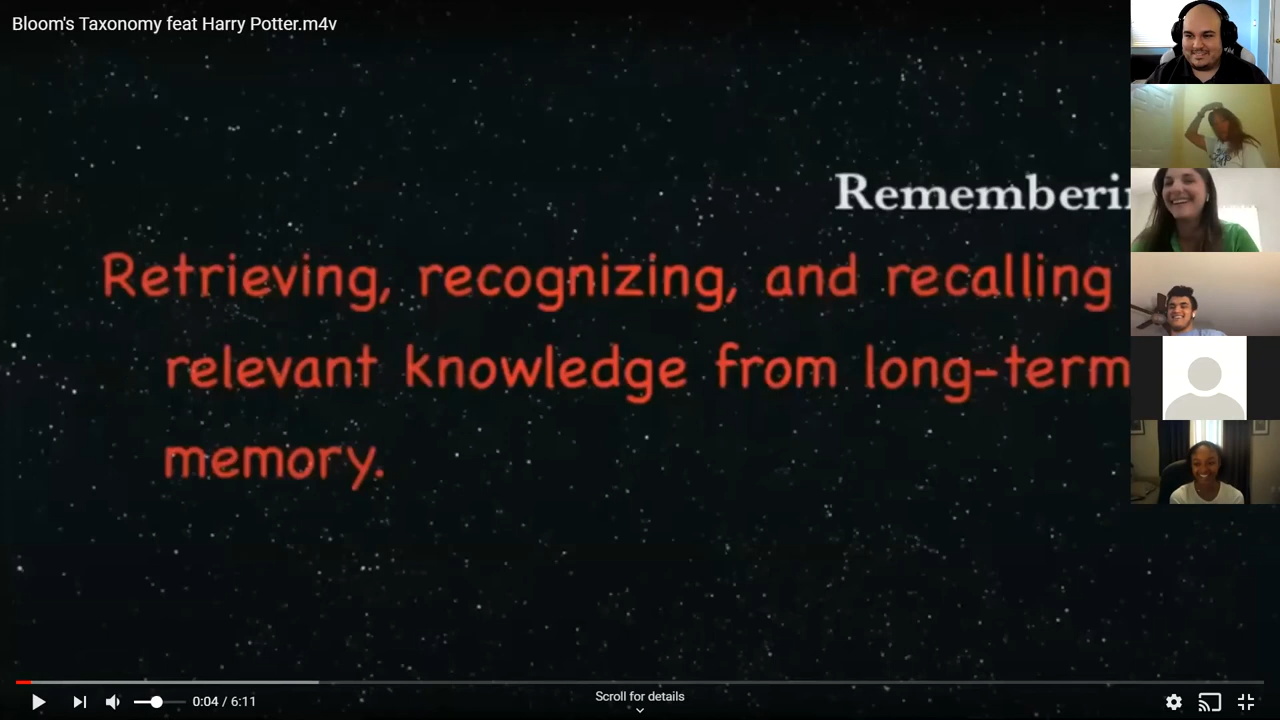 Bloom's Taxonomy feat Harry Potter.m4v
Rememberi
Retrieving, recognizing, and recalling
relevant knowledge from long-term
memory.
0:04 / 6:11
Scroll for details